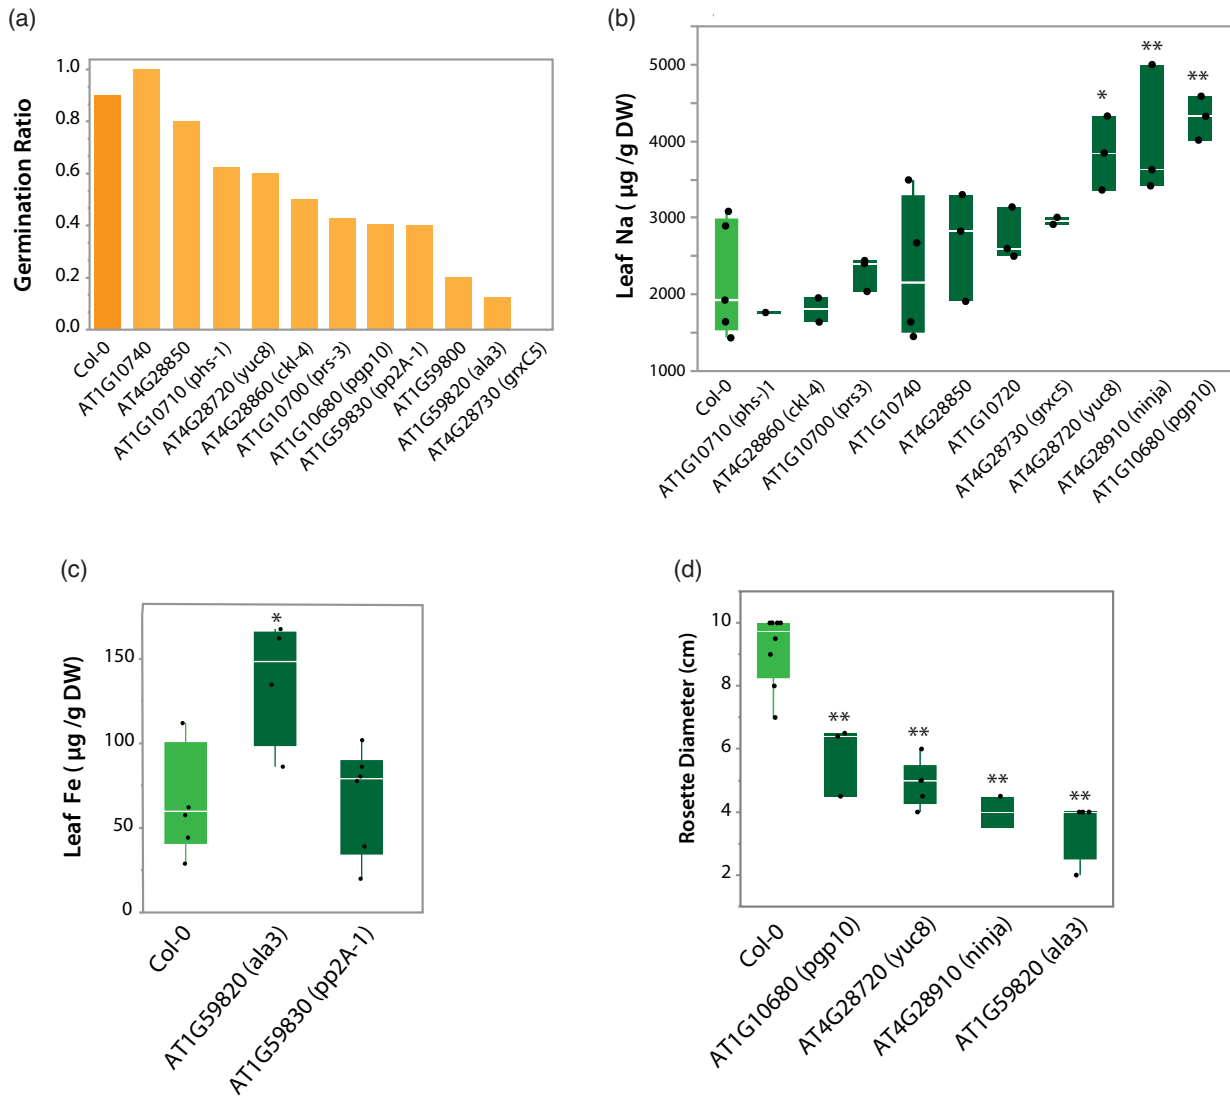 (a)
Germination Ratio
1.0
0.8
0.6
0.4
0.2
0.0
Col-0
AT1G10740
AT4G28850
AT1G10710 (phs-1)
AT4G28720 (yuc8)
AT4G28860 (ckl-4)
AT1G10700 (prs-3)
AT1G10680 (pgp10)
AT1G59830 (pp2A-1)
AT1G59800
AT1G59820 (ala3)
AT4G28730 (grxC5)
(b)
Leaf Na ( µg /g DW)
5000
4000
3000
2000
1000
*
**
**
Col-0
AT1G10710 (phs-)1
AT4G28860 (ckl-4)
AT1G10700 (prs3)
AT1G10740
AT4G28850
AT1G10720
AT4G28730 (grxC5)
AT4G28720 (yuc8)
AT4G28910 (ninja)
AT1G10680 (pgp10)
(c)
Leaf Fe ( µg /g DW)
150
100
50
0
*
Col-0
AT1G59820 (ala3)
AT1G59830 (pp2A-1)
(d)
Rosette Diameter (cm)
10
8
6
4
2
**
**
**
**
Col-0
AT1G10680 (pgp10)
AT4G28720 (yuc8)
AT4G28910 (ninja)
AT1G59820 (ala3)